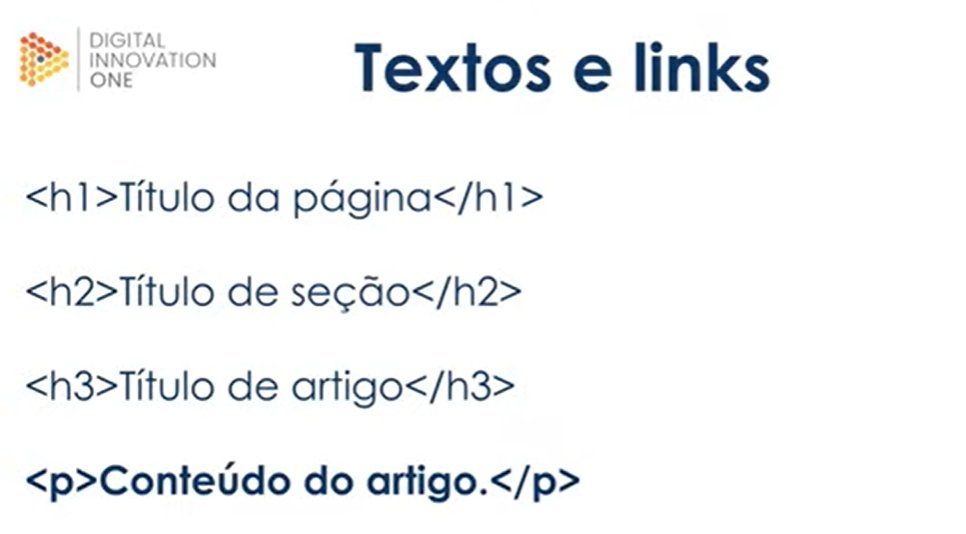 DIGITAL
INNOVATION
ONE
Textos e links
<h1>Título da página</h1>
<h2>Título de seção</h2>
<h3>Título de artigo</h3>
<p>Conteúdo do artigo.</p>